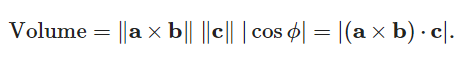 Volume = ‖a × b‖ ‖c‖ | cos ϕ| = |(a × b) ⋅ c|.